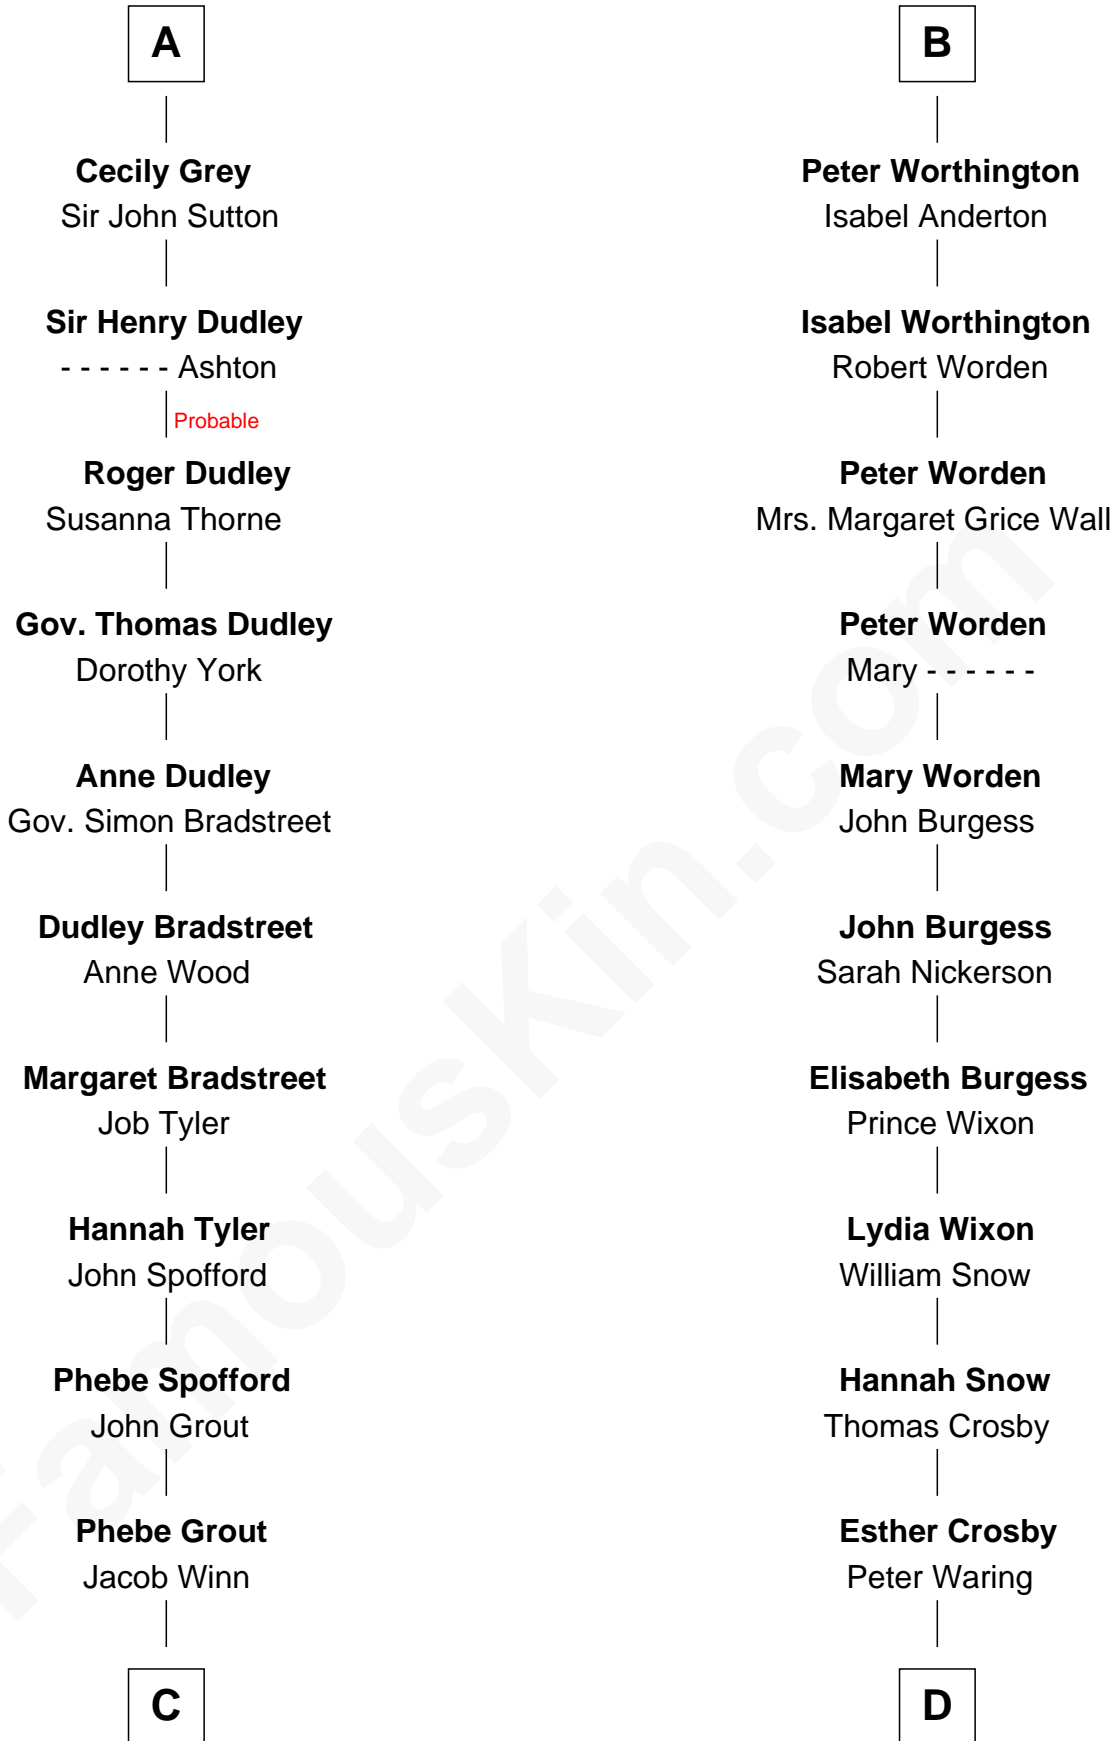 A
Cecily Grey
Sir John Sutton
Sir Henry Dudley
- - - - - - Ashton
Probable
Roger Dudley
Susanna Thorne
Gov. Thomas Dudley
Dorothy York
Anne Dudley
Gov. Simon Bradstreet
Dudley Bradstreet
Anne Wood
Margaret Bradstreet
Job Tyler
Hannah Tyler
John Spofford
Phebe Spofford
John Grout
Phebe Grout
Jacob Winn
C
B
Peter Worthington
Isabel Anderton
Isabel Worthington
Robert Worden
Peter Worden
Mrs. Margaret Grice Wall
Peter Worden
Mary - - - - - -
Mary Worden
John Burgess
John Burgess
Sarah Nickerson
Elisabeth Burgess
Prince Wixon
Lydia Wixon
William Snow
Hannah Snow
Thomas Crosby
Esther Crosby
Peter Waring
D
FamousKin.com